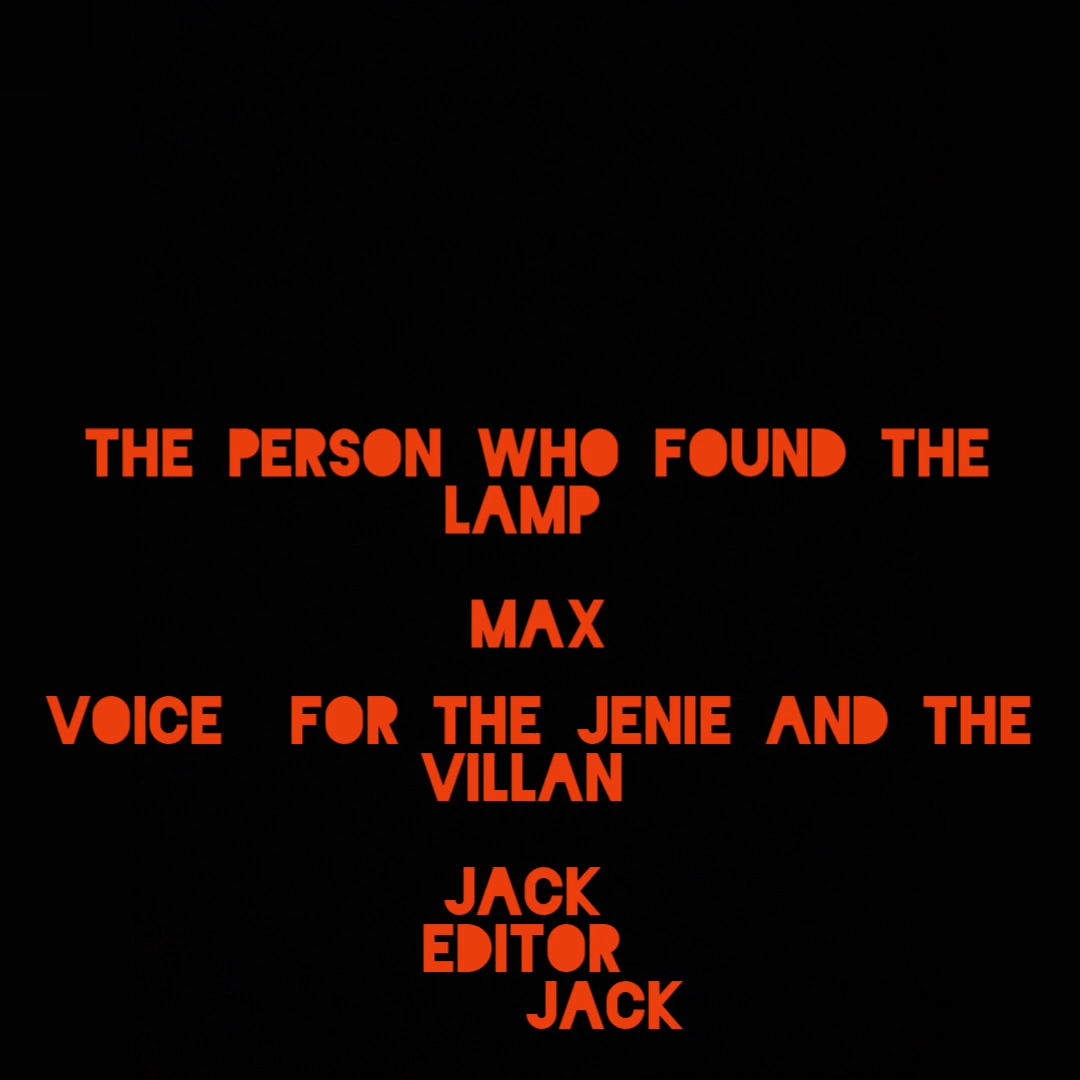 THE PERSON WHO FOUND THE
LAMP
MAX
VOICE FOR THE JENIE AND THE
VILLAN
JACK
EDITOR
JACK